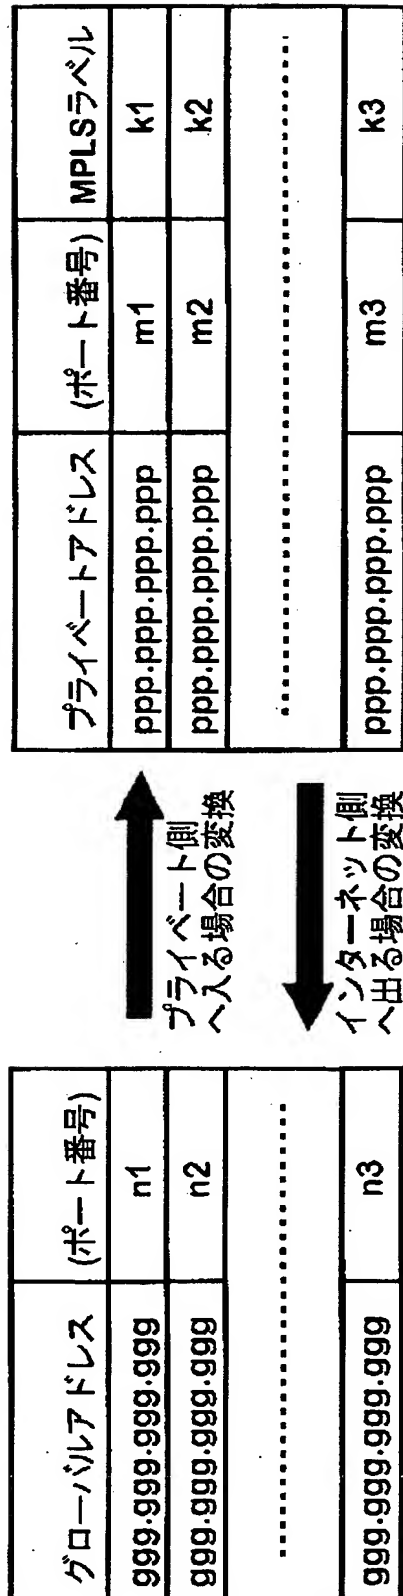 グローバルアドレス (ポート番号)
ggg.ggg.ggg.ggg n1
ggg.ggg.ggg.ggg n2
ggg.ggg.ggg.ggg n3
プライベート側
へ入る場合の変換
インターネット側
へ出る場合の変換
プライベートアドレス (ポート番号) MPLSラベル
ppp.ppp.ppp.ppp m1 k1
ppp.ppp.ppp.ppp m2 k2
ppp.ppp.ppp.ppp m3 k3